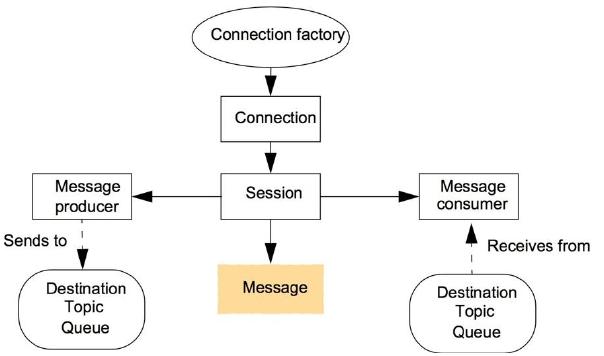 Connection factory
Connection
Message
producer
Session
Message
consumer
Sends to
Receives from
Message
Destination
Topic
Queue
Destination
Topic
Queue